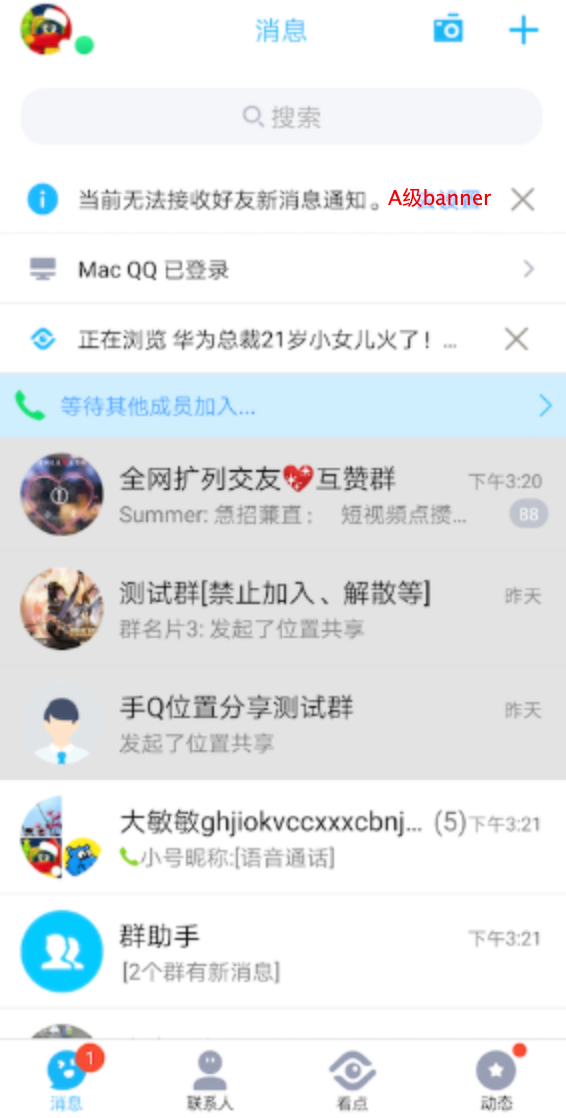 消息
搜索
当前无法接收好友新消息通知。 A级banner
Mac QQ 已登录
正在浏览 华为总裁21岁小女儿火了！...
等待其他成员加入...
全网扩列交友💖互赞群 下午3:20
Summer: 急招蒹直： 短视頻点攒... 88
测试群[禁止加入、解散等] 昨天
群名片3: 发起了位置共享
手Q位置分享测试群 昨天
发起了位置共享
大敏敏ghjiokvccxxxcbnj... (5) 下午3:21
小号昵称:[语音通话]
群助手 下午3:21
[2个群有新消息]
1
消息 联系人 看点 动态